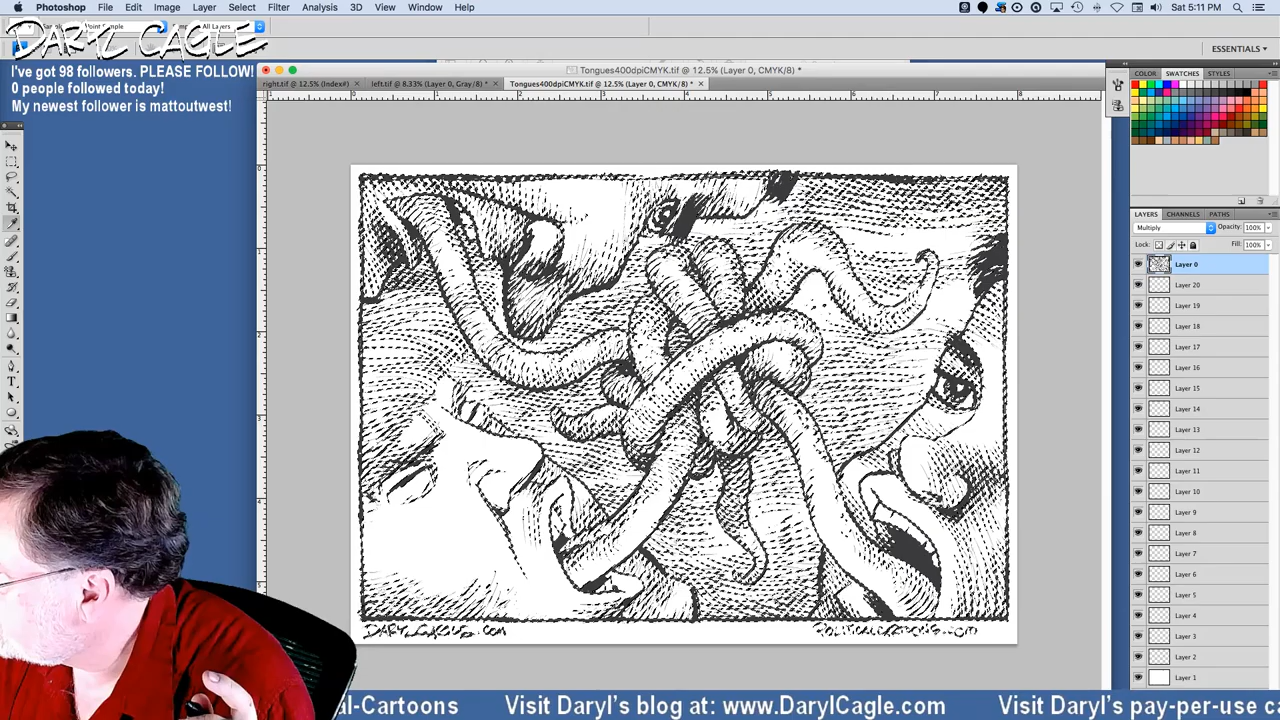 Photoshop File Edit Image Layer Select Filter Analysis 3D View Window Help
Sat 5:11 PM
Point Sample All Layers
DARYL CAGLE
ESSENTIALS
I've got 98 followers. PLEASE FOLLOW!
0 people followed today!
My newest follower is mattoutwest!
Tongues400dpiCMYK.tif @ 12.5% (Layer 0, CMYK/8) *
right.tif @ 12.5% (Index#)
left.tif @ 8.33% (Layer 0, Gray/8) *
Tongues400dpiCMYK.tif @ 12.5% (Layer 0, CMYK/8) *
COLOR SWATCHES STYLES
LAYERS CHANNELS PATHS
Multiply Opacity: 100%
Lock: Fill: 100%
Layer 0
Layer 20
Layer 19
Layer 18
Layer 17
Layer 16
Layer 15
Layer 14
Layer 13
Layer 12
Layer 11
Layer 10
Layer 9
Layer 8
Layer 7
Layer 6
Layer 5
Layer 4
Layer 3
Layer 2
Layer 1
DARYLCAGLE.com
POLITICALCARTOONS.com
al-Cartoons Visit Daryl's blog at: www.DarylCagle.com Visit Daryl's pay-per-use ca